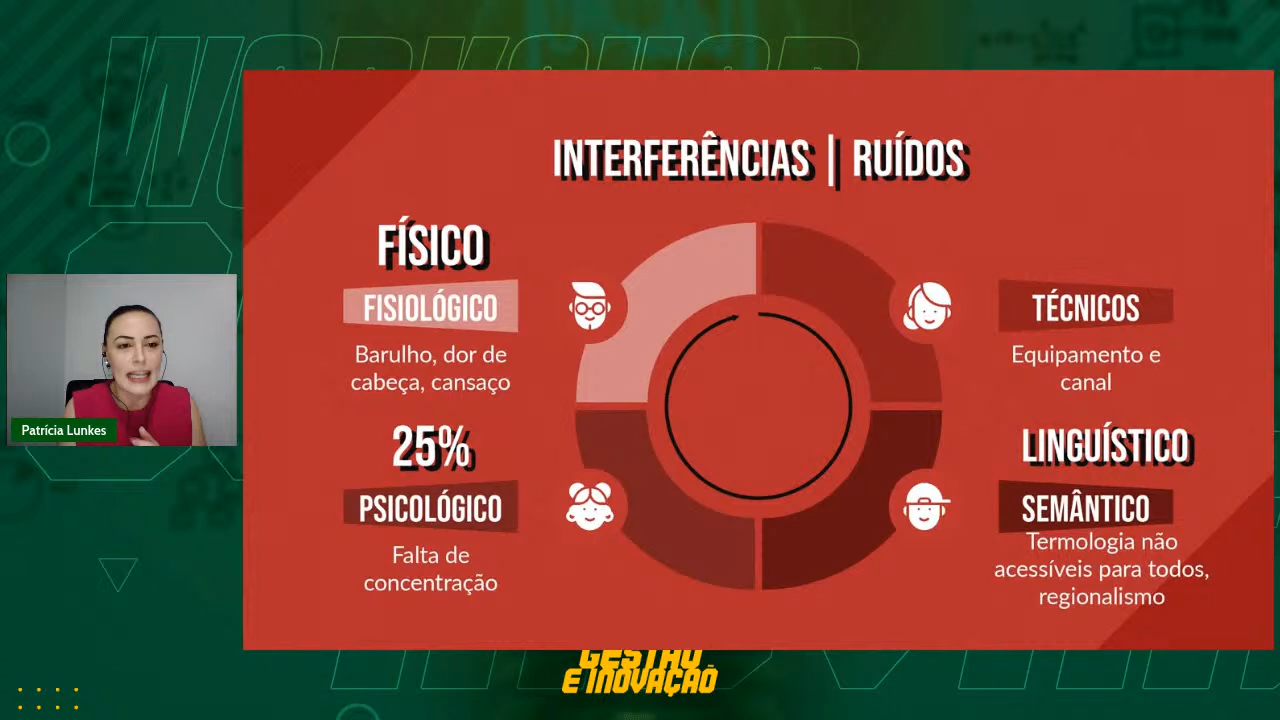 WORKSHOP
INTERFERÊNCIAS | RUÍDOS
FÍSICO
FISIOLÓGICO
Barulho, dor de
cabeça, cansaço
TÉCNICOS
Equipamento e
canal
25%
PSICOLÓGICO
Falta de
concentração
LINGUÍSTICO
SEMÂNTICO
Termologia não
acessíveis para todos,
regionalismo
Patrícia Lunkes
GESTÃO
E INOVAÇÃO